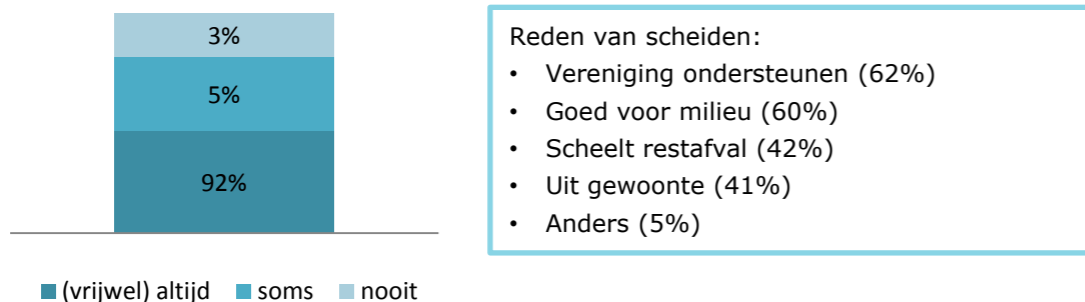 3%
5%
92%
(vrijwel) altijd soms nooit
Reden van scheiden:
• Vereniging ondersteunen (62%)
• Goed voor milieu (60%)
• Scheelt restafval (42%)
• Uit gewoonte (41%)
• Anders (5%)